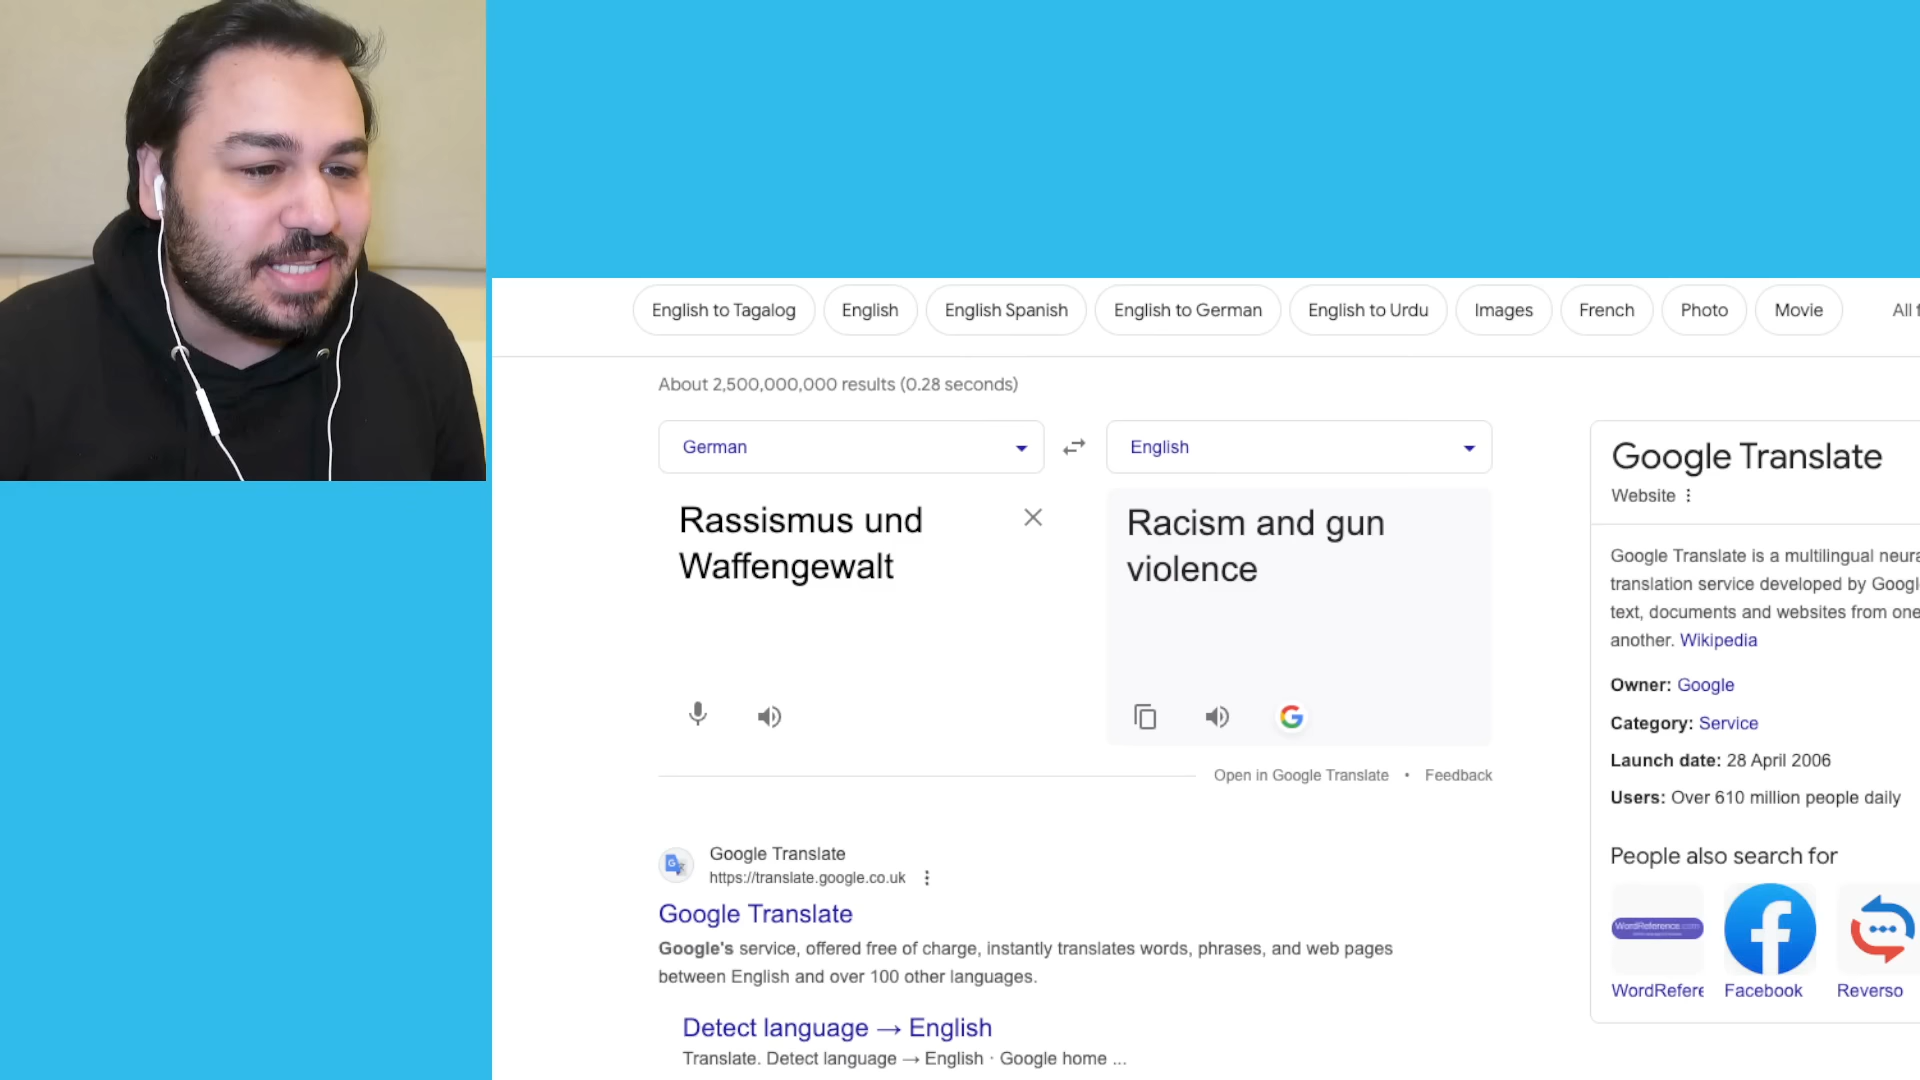 English to Tagalog
English
English Spanish
English to German
English to Urdu
Images
French
Photo
Movie
All
About 2,500,000,000 results (0.28 seconds)
German
English
Rassismus und
Waffengewalt
Racism and gun
violence
Open in Google Translate • Feedback
Google Translate
https://translate.google.co.uk
Google Translate
Google's service, offered free of charge, instantly translates words, phrases, and web pages
between English and over 100 other languages.
Detect language → English
Translate. Detect language → English · Google home ...
Google Translate
Website
Google Translate is a multilingual
translation service developed by
text, documents and websites from one
another. Wikipedia
Owner: Google
Category: Service
Launch date: 28 April 2006
Users: Over 610 million people daily
People also search for
WordReference.com
Facebook
Reverso